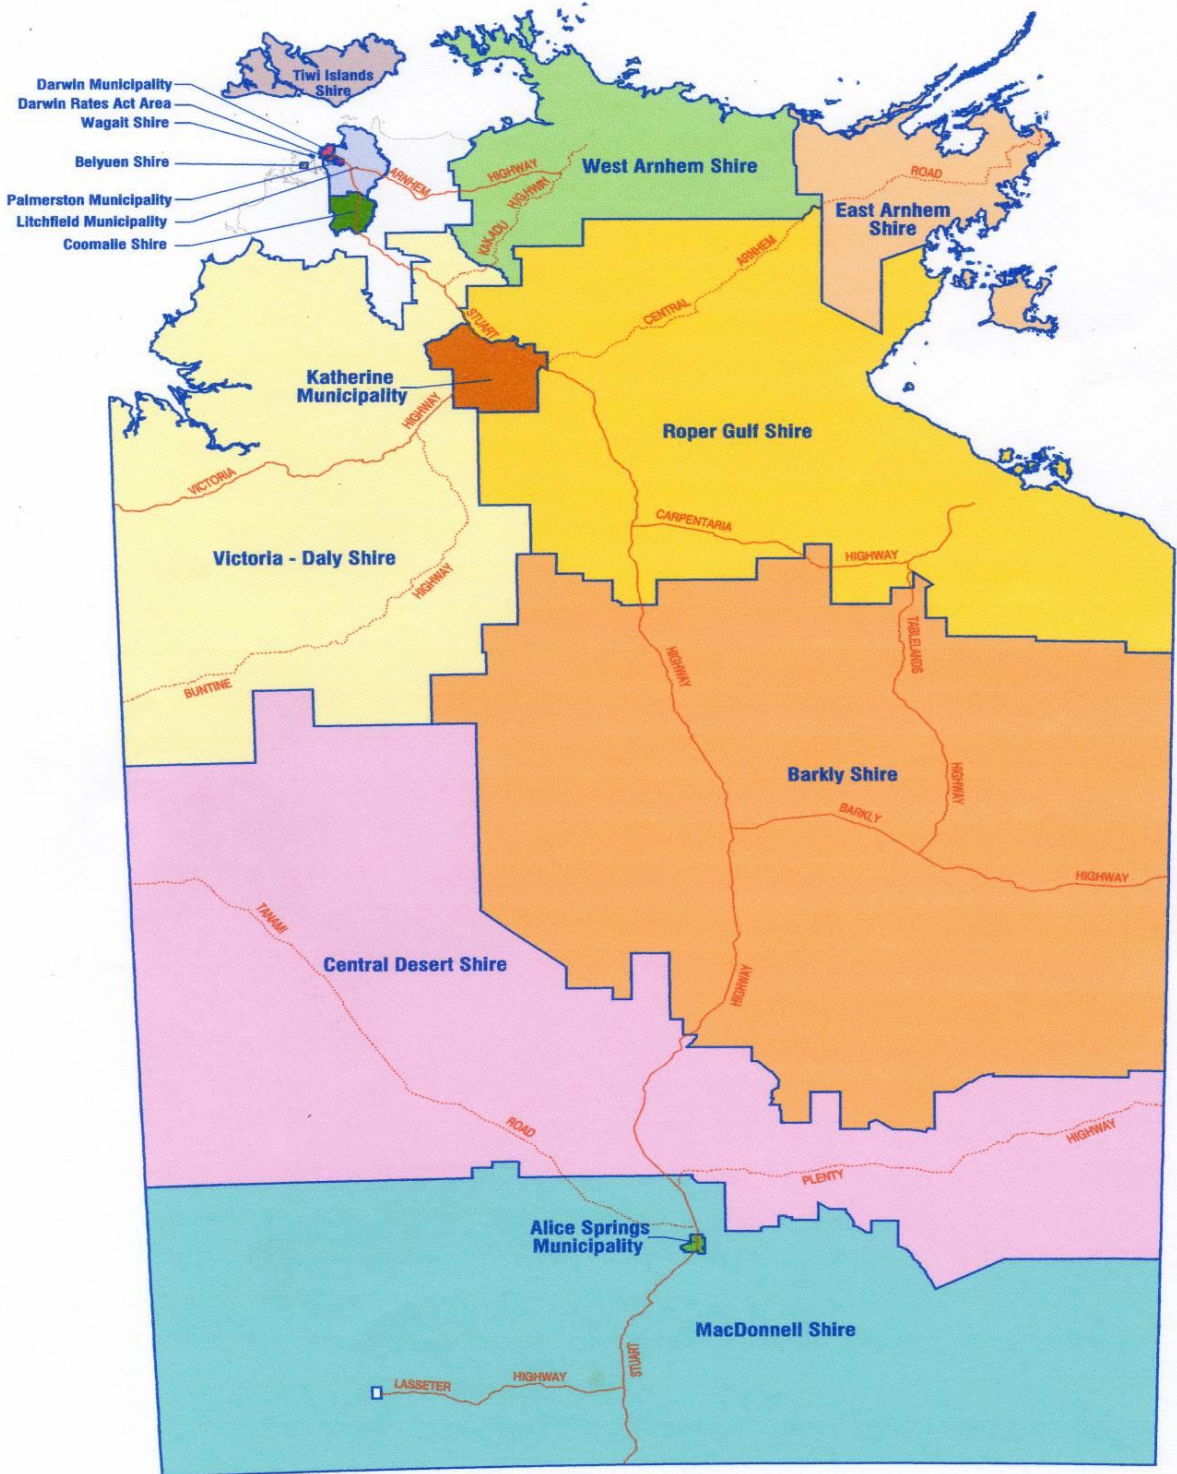 Tiwi Islands
Shire
Darwin Municipality
Darwin Rates Act Area
Wagait Shire
Belyuen Shire
Palmerston Municipality
Litchfield Municipality
Coomalie Shire
ARNHEM
HIGHWAY
KAKADU
HIGHWAY
West Arnhem Shire
ROAD
East Arnhem
Shire
ARNHEM
CENTRAL
STUART
Katherine
Municipality
HIGHWAY
VICTORIA
Roper Gulf Shire
CARPENTARIA
HIGHWAY
Victoria - Daly Shire
HIGHWAY
BUNTINE
TABLELANDS
HIGHWAY
HIGHWAY
Barkly Shire
BARKLY
HIGHWAY
TANAMI
Central Desert Shire
HIGHWAY
ROAD
HIGHWAY
PLENTY
Alice Springs
Municipality
MacDonnell Shire
STUART
LASSETER
HIGHWAY